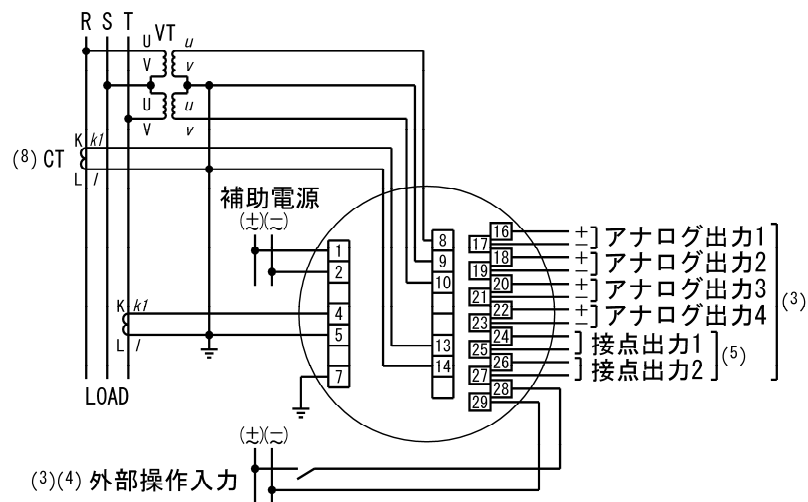 R S T
VT
U u
V v
U u
V v
K k1
(8) CT
L l
補助電源
(±)(∼)
1
2
4
5
7
8
9
10
13
14
16
17
18
19
20
21
22
23
24
25
26
27
28
29
+
− アナログ出力1
+
− アナログ出力2
+
− アナログ出力3
+
− アナログ出力4
(3)
接点出力1
接点出力2
(5)
K k1
L l
LOAD
(±)(∼)
(3)(4) 外部操作入力